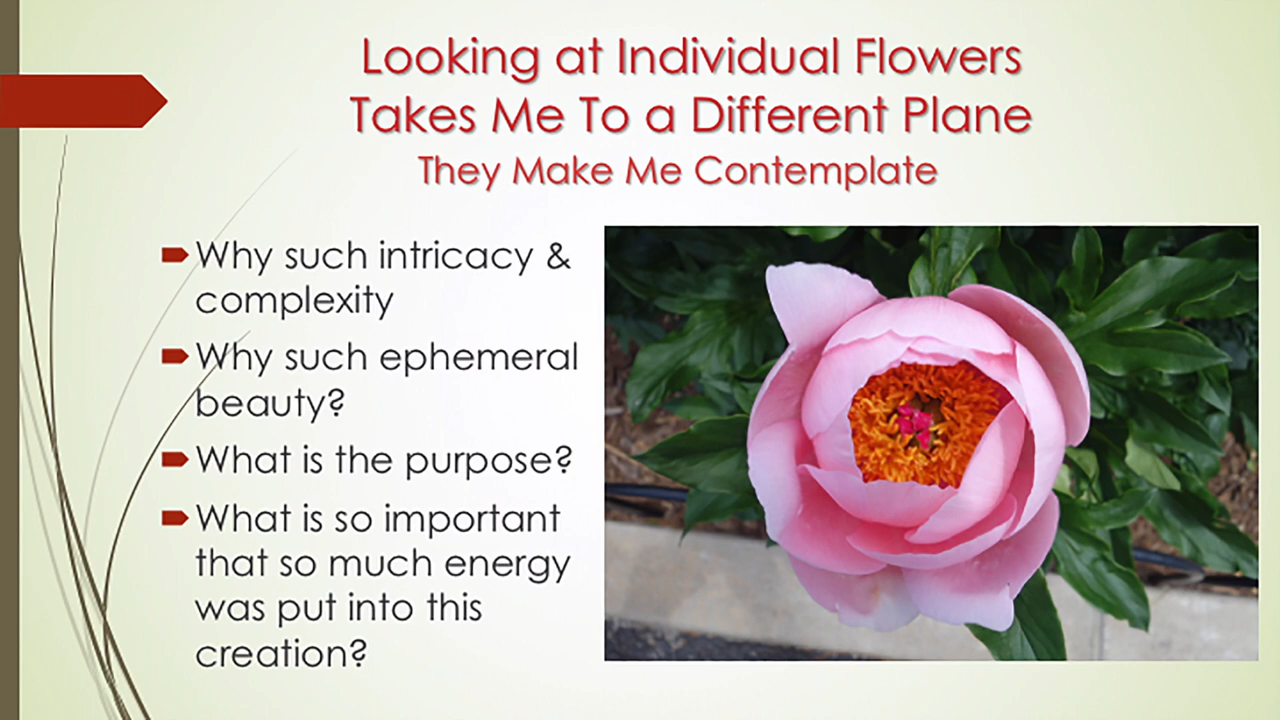 Looking at Individual Flowers
Takes Me To a Different Plane
They Make Me Contemplate
Why such intricacy &
complexity
Why such ephemeral
beauty?
What is the purpose?
What is so important
that so much energy
was put into this
creation?